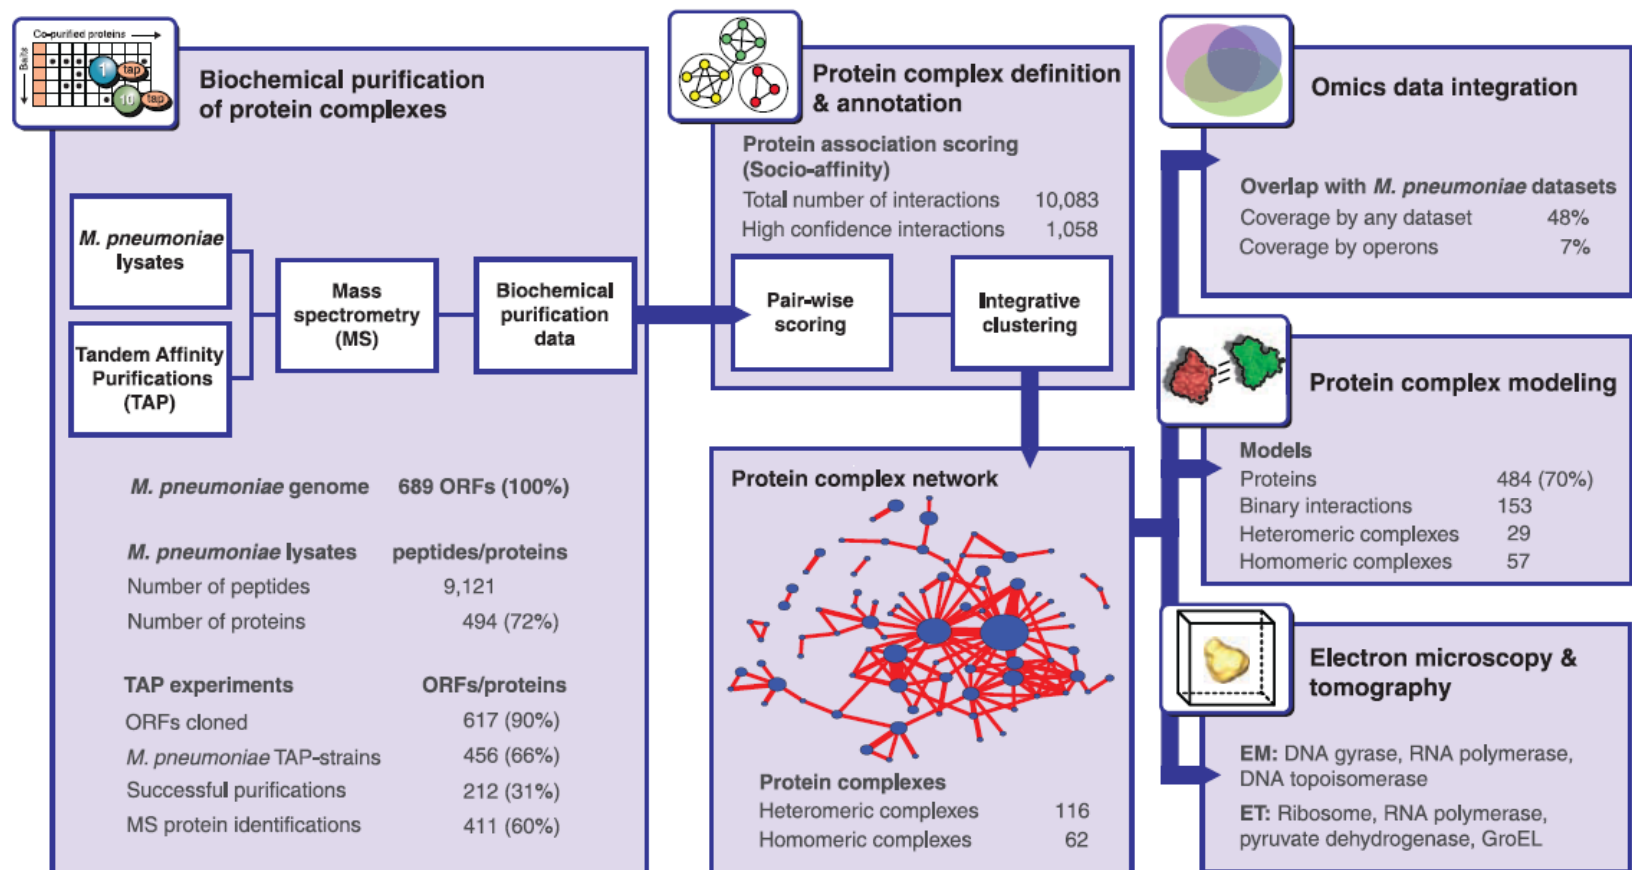 Co-purified proteins
Baits
1
tap
10
tap
Biochemical purification
of protein complexes
M. pneumoniae
lysates
Tandem Affinity
Purifications
(TAP)
Mass
spectrometry
(MS)
Biochemical
purification
data
M. pneumoniae genome 689 ORFs (100%)
M. pneumoniae lysates peptides/proteins
Number of peptides 9,121
Number of proteins 494 (72%)
TAP experiments ORFs/proteins
ORFs cloned 617 (90%)
M. pneumoniae TAP-strains 456 (66%)
Successful purifications 212 (31%)
MS protein identifications 411 (60%)
Protein complex definition
& annotation
Protein association scoring
(Socio-affinity)
Total number of interactions 10,083
High confidence interactions 1,058
Pair-wise
scoring
Integrative
clustering
Protein complex network
Protein complexes
Heteromeric complexes 116
Homomeric complexes 62
Omics data integration
Overlap with M. pneumoniae datasets
Coverage by any dataset 48%
Coverage by operons 7%
Protein complex modeling
Models
Proteins 484 (70%)
Binary interactions 153
Heteromeric complexes 29
Homomeric complexes 57
Electron microscopy &
tomography
EM: DNA gyrase, RNA polymerase,
DNA topoisomerase
ET: Ribosome, RNA polymerase,
pyruvate dehydrogenase, GroEL